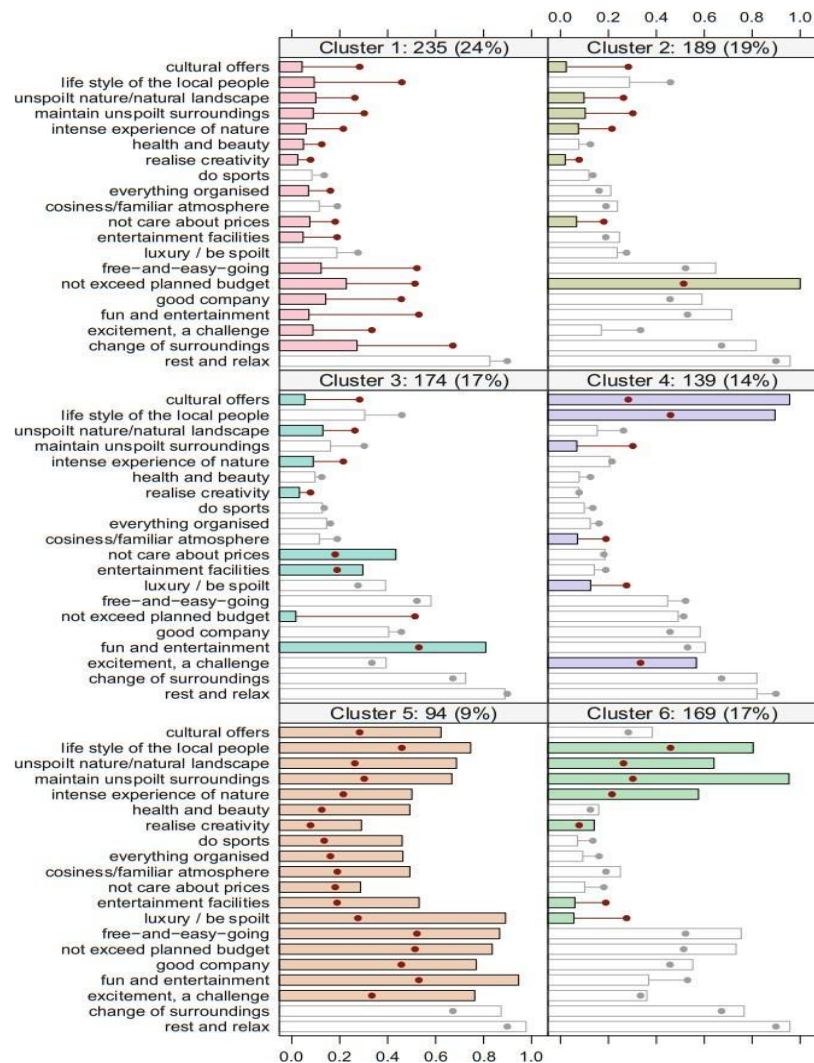 0.0 0.4 0.6 1.0
Cluster 1: 235 (24%) Cluster 2: 189 (19%)
cultural offers
life style of the local people
unspoilt nature/natural landscape
maintain unspoilt surroundings
intense experience of nature
health and beauty
realise creativity
do sports
everything organised
cosiness/familiar atmosphere
not care about prices
entertainment facilities
luxury / be spoilt
free−and−easy−going
not exceed planned budget
good company
fun and entertainment
excitement, a challenge
change of surroundings
rest and relax
Cluster 3: 174 (17%) Cluster 4: 139 (14%)
cultural offers
life style of the local people
unspoilt nature/natural landscape
maintain unspoilt surroundings
intense experience of nature
health and beauty
realise creativity
do sports
everything organised
cosiness/familiar atmosphere
not care about prices
entertainment facilities
luxury / be spoilt
free−and−easy−going
not exceed planned budget
good company
fun and entertainment
excitement, a challenge
change of surroundings
rest and relax
Cluster 5: 94 (9%) Cluster 6: 169 (17%)
cultural offers
life style of the local people
unspoilt nature/natural landscape
maintain unspoilt surroundings
intense experience of nature
health and beauty
realise creativity
do sports
everything organised
cosiness/familiar atmosphere
not care about prices
entertainment facilities
luxury / be spoilt
free−and−easy−going
not exceed planned budget
good company
fun and entertainment
excitement, a challenge
change of surroundings
rest and relax
0.0 0.2 0.4 0.6 0.8 1.0